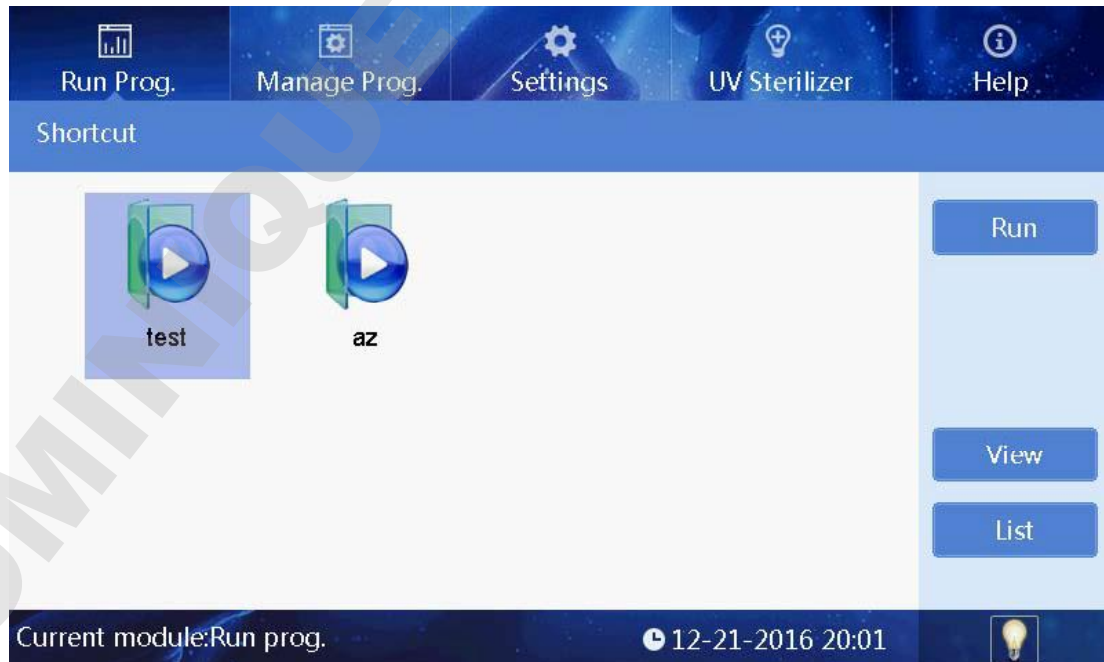 Run Prog.
Manage Prog.
Settings
UV Sterilizer
Help
Shortcut
test
az
Run
View
List
Current module:Run prog.
12-21-2016 20:01